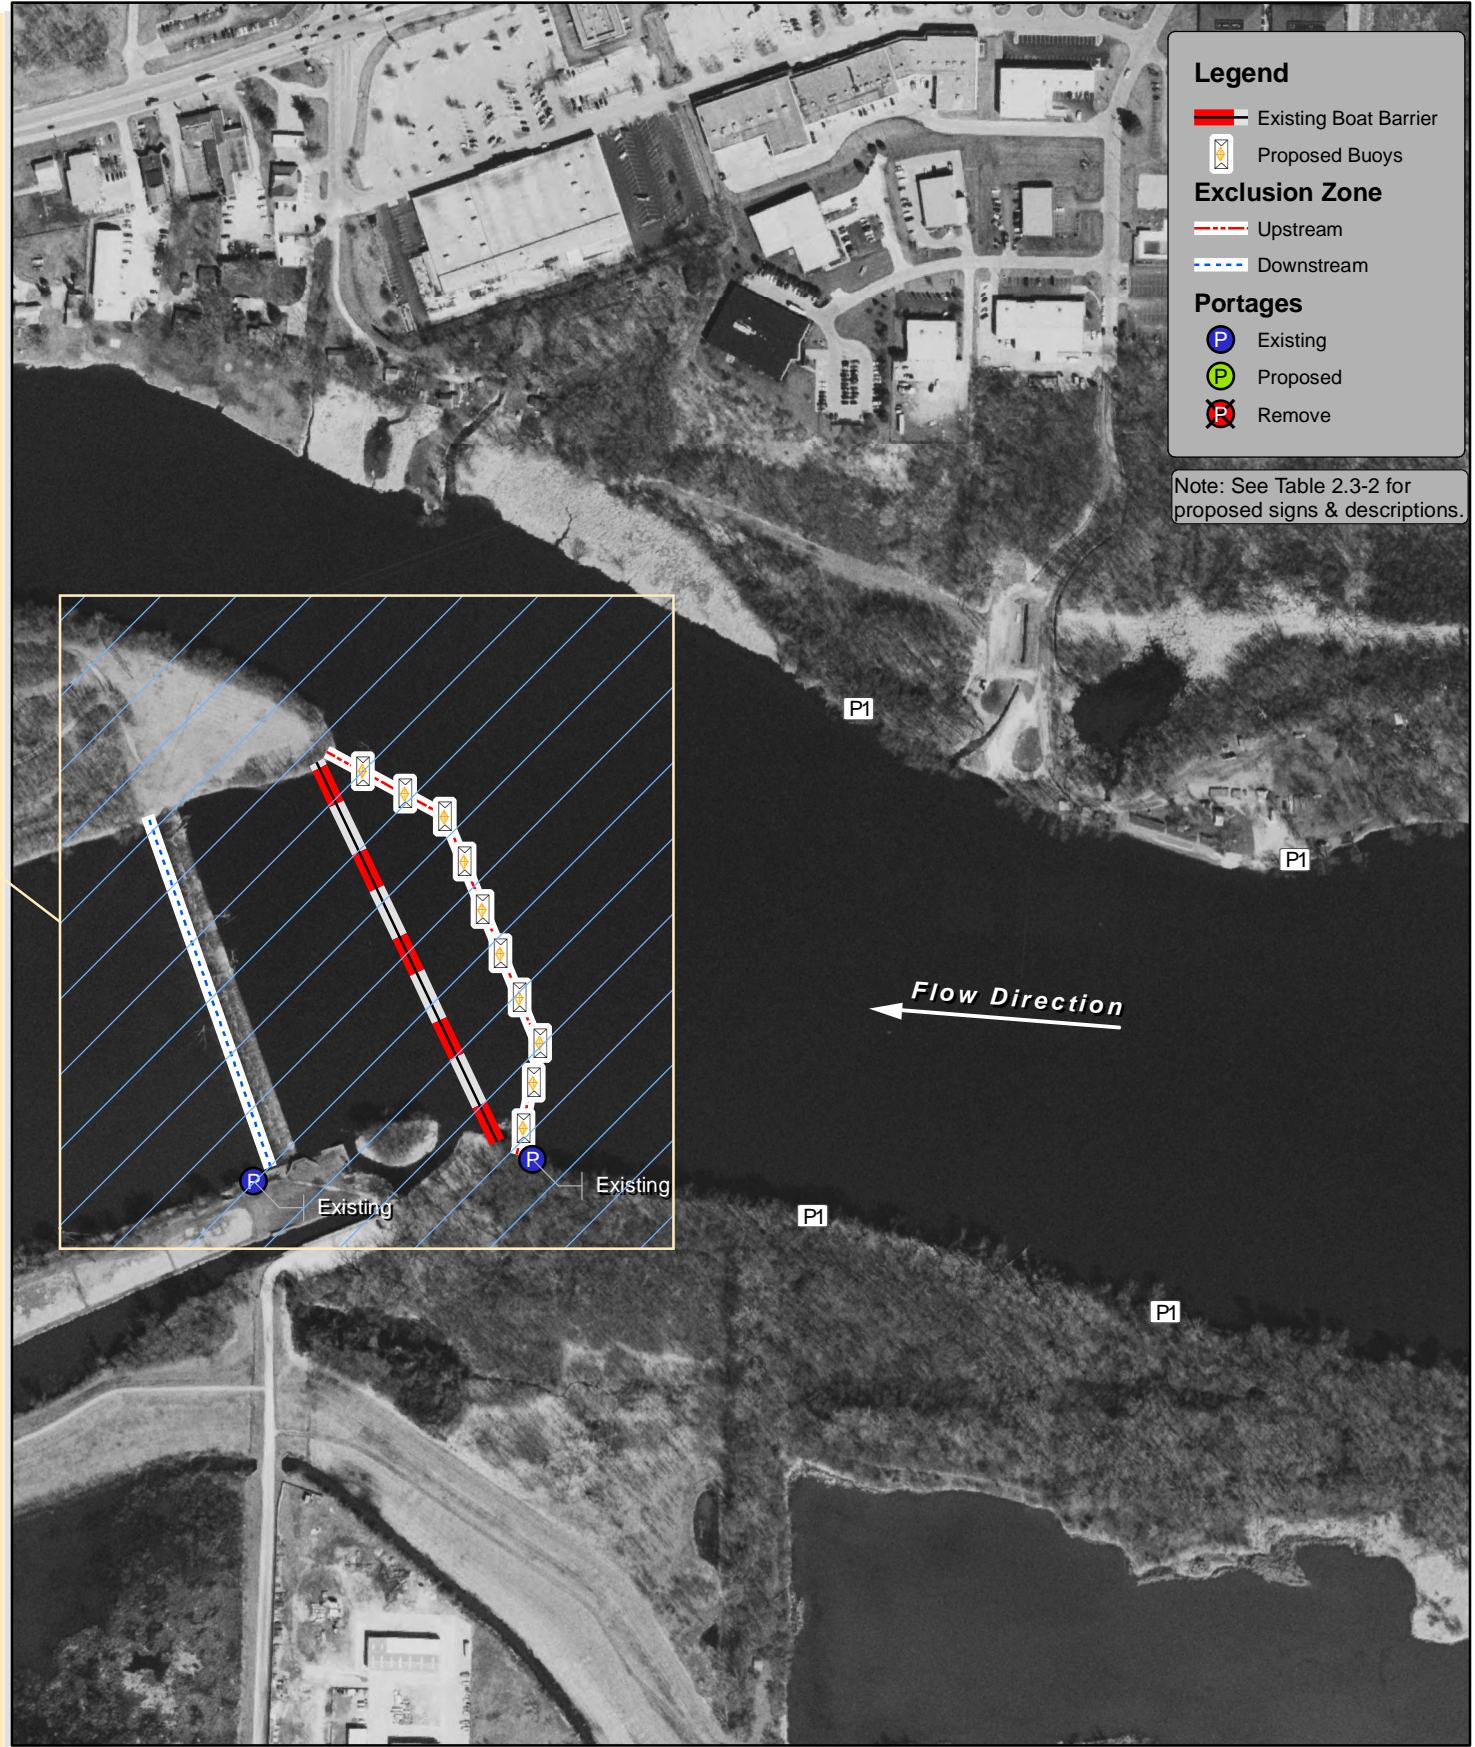 Legend
Existing Boat Barrier
Proposed Buoys
Exclusion Zone
Upstream
Downstream
Portages
P Existing
P Proposed
P Remove
Note: See Table 2.3-2 for
proposed signs & descriptions.
P1
P1
Flow Direction
P Existing
P Existing
P1
P1